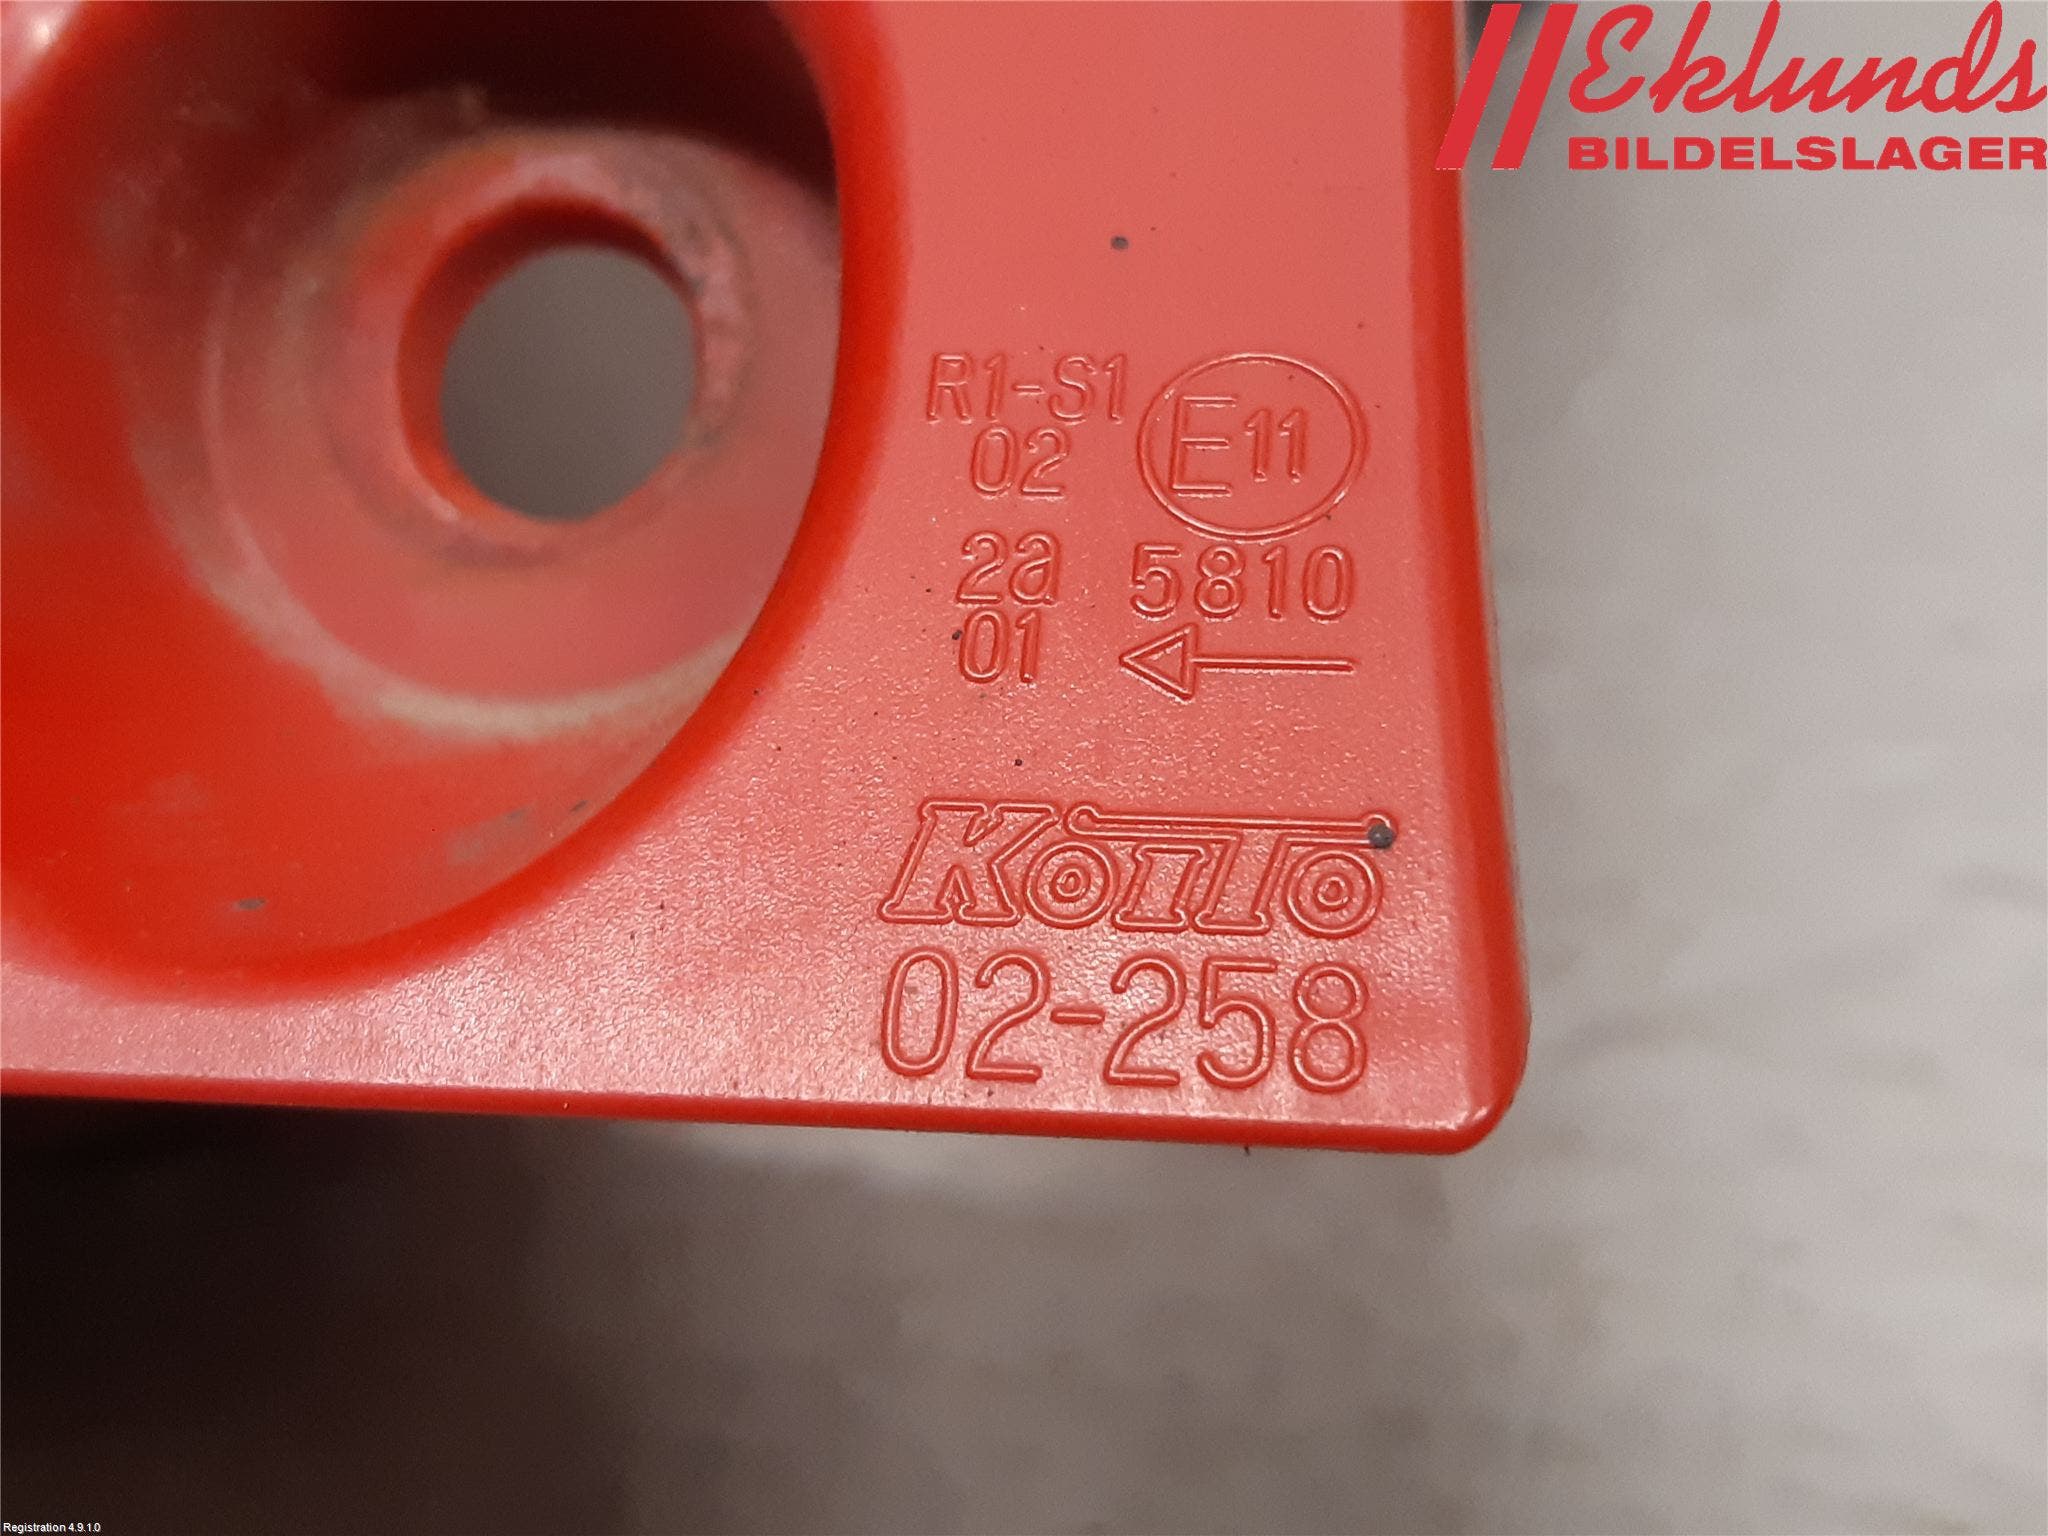 Eklunds
BILDELSLAGER
R1-S1
02
E11
2a 5810
01
KOITO
02-258
Registration 4.9.1.0